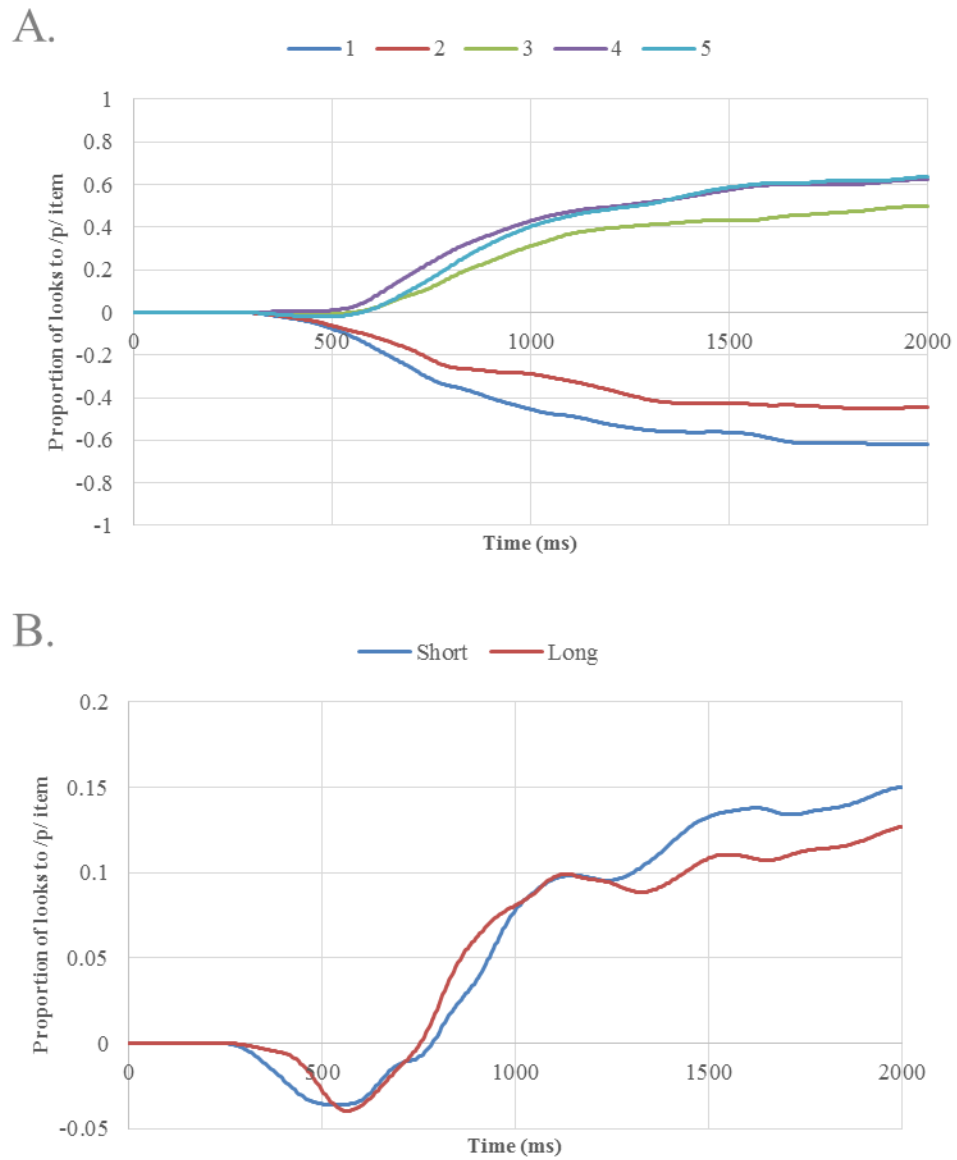 A.
1 2 3 4 5
1
0.8
0.6
0.4
0.2
0
-0.2
-0.4
-0.6
-0.8
-1
0 500 1000 1500 2000
Proportion of looks to /p/ item
Time (ms)
B.
Short Long
0.2
0.15
0.1
0.05
0
-0.05
0 500 1000 1500 2000
Proportion of looks to /p/ item
Time (ms)